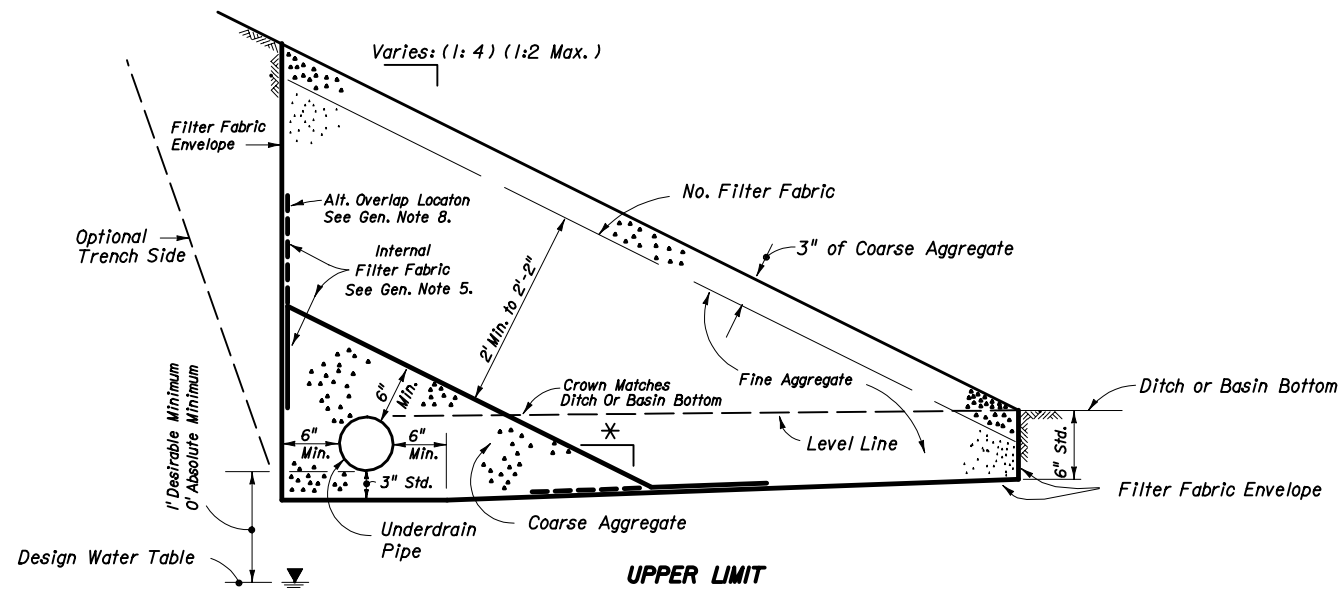 Varies: (1: 4) (1:2 Max.)
Filter Fabric
Envelope
Alt. Overlap Locaton
See Gen. Note 8.
No. Filter Fabric
Optional
Trench Side
Internal
Filter Fabric
See Gen. Note 5.
3" of Coarse Aggregate
2' Min. to 2'-2"
1' Desirable Minimum
0' Absolute Minimum
6"
Min.
Crown Matches
Ditch Or Basin Bottom
Fine Aggregate
Ditch or Basin Bottom
*
Level Line
6" Std.
6"
Min.
6"
Min.
3" Std.
Filter Fabric Envelope
Coarse Aggregate
Underdrain
Pipe
Design Water Table
UPPER LIMIT